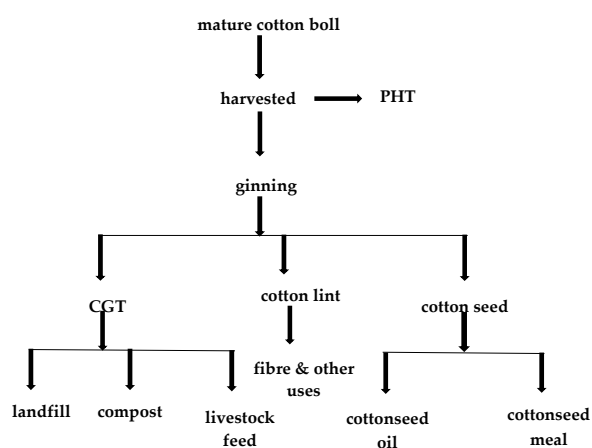 mature cotton boll
harvested
PHT
ginning
CGT
cotton lint
cotton seed
fibre & other
uses
landfill
compost
livestock
feed
cottonseed
oil
cottonseed
meal